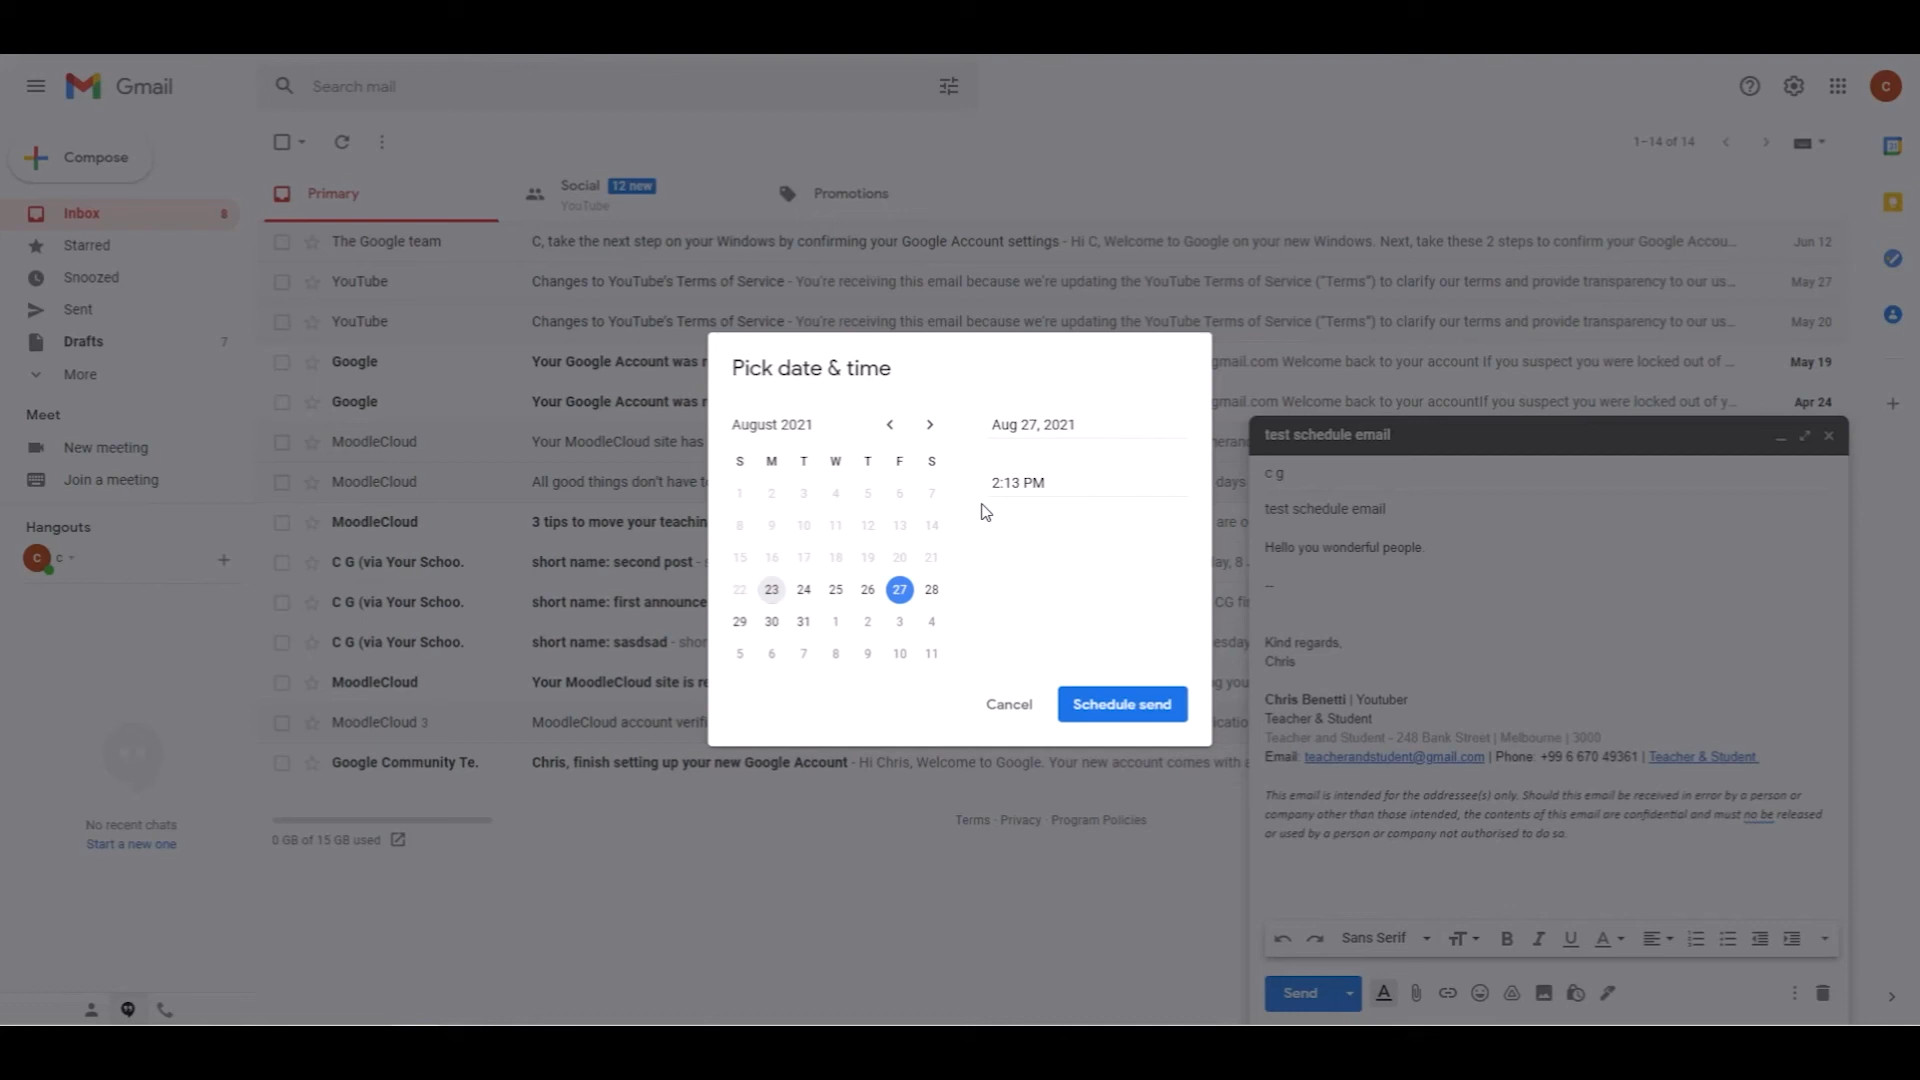 Gmail
Search mail
Compose
1–14 of 14
Primary
Social 12 new
YouTube
Promotions
Inbox 8
Starred
Snoozed
Sent
Drafts 7
More
Meet
New meeting
Join a meeting
Hangouts
C c
No recent chats
Start a new one
The Google team C, take the next step on your Windows by confirming your Google Account settings - Hi C, Welcome to Google on your new Windows. Next, take these 2 steps to confirm your Google Accou... Jun 12
YouTube Changes to YouTube's Terms of Service - You're receiving this email because we're updating the YouTube Terms of Service ("Terms") to clarify our terms and provide transparency to our us... May 27
YouTube Changes to YouTube's Terms of Service - You're receiving this email because we're updating the YouTube Terms of Service ("Terms") to clarify our terms and provide transparency to our us... May 20
Google Your Google Account was gmail.com Welcome back to your account If you suspect you were locked out of ... May 19
Google Your Google Account was gmail.com Welcome back to your accountIf you suspect you were locked out of y... Apr 24
MoodleCloud Your MoodleCloud site has
MoodleCloud All good things don't have days
MoodleCloud 3 tips to move your teachin are o
C G (via Your Schoo. short name: second post - ay, 8
C G (via Your Schoo. short name: first announce CG fi
C G (via Your Schoo. short name: sasdsad - shor esday
MoodleCloud Your MoodleCloud site is re g you
MoodleCloud 3 MoodleCloud account verifi icatio
Google Community Te. Chris, finish setting up your new Google Account - Hi Chris, Welcome to Google. Your new account comes with a
0 GB of 15 GB used
Terms · Privacy · Program Policies
Pick date & time
August 2021
S M T W T F S
1 2 3 4 5 6 7
8 9 10 11 12 13 14
15 16 17 18 19 20 21
22 23 24 25 26 27 28
29 30 31 1 2 3 4
5 6 7 8 9 10 11
Aug 27, 2021
2:13 PM
Cancel
Schedule send
test schedule email
c g
test schedule email
Hello you wonderful people.
--
Kind regards,
Chris
Chris Benetti | Youtuber
Teacher & Student
Teacher and Student - 248 Bank Street | Melbourne | 3000
Email: teacherandstudent@gmail.com | Phone: +99 6 670 49361 | Teacher & Student
This email is intended for the addressee(s) only. Should this email be received in error by a person or
company other than those intended, the contents of this email are confidential and must no be released
or used by a person or company not authorised to do so.
Sans Serif
Send